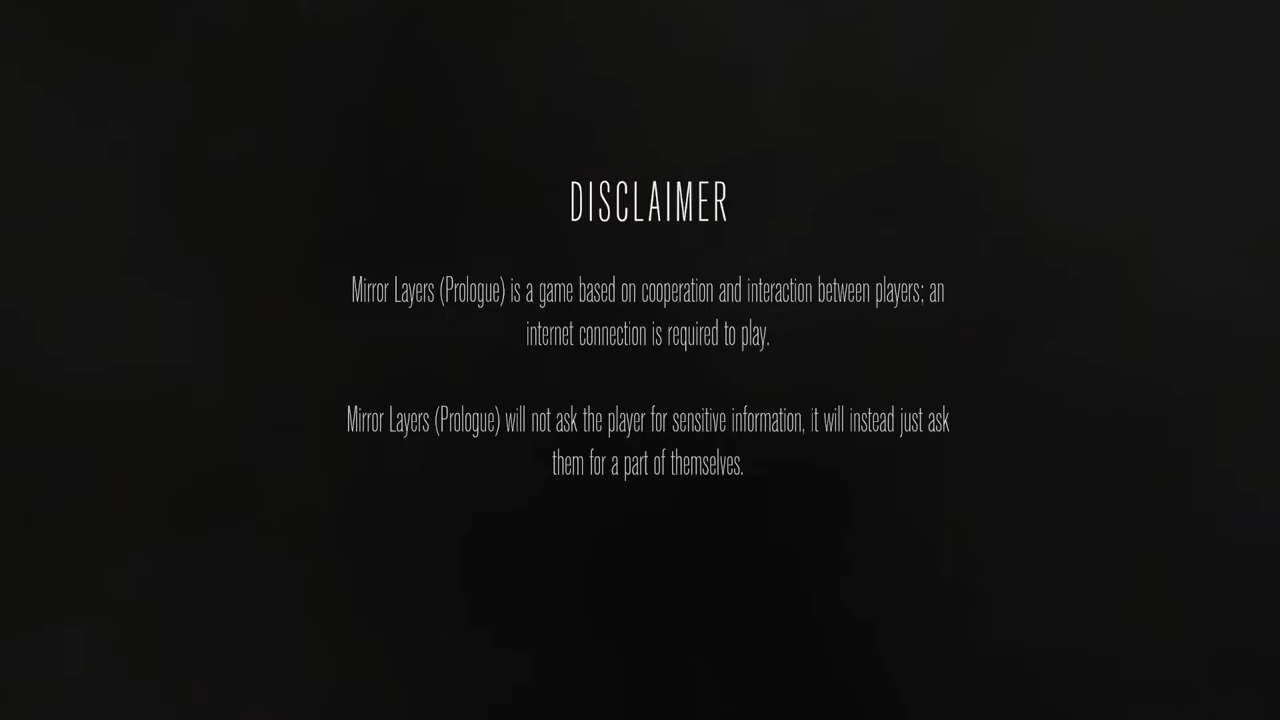 DISCLAIMER
Mirror Layers (Prologue) is a game based on cooperation and interaction between players; an
internet connection is required to play.
Mirror Layers (Prologue) will not ask the player for sensitive information, it will instead just ask
them for a part of themselves.